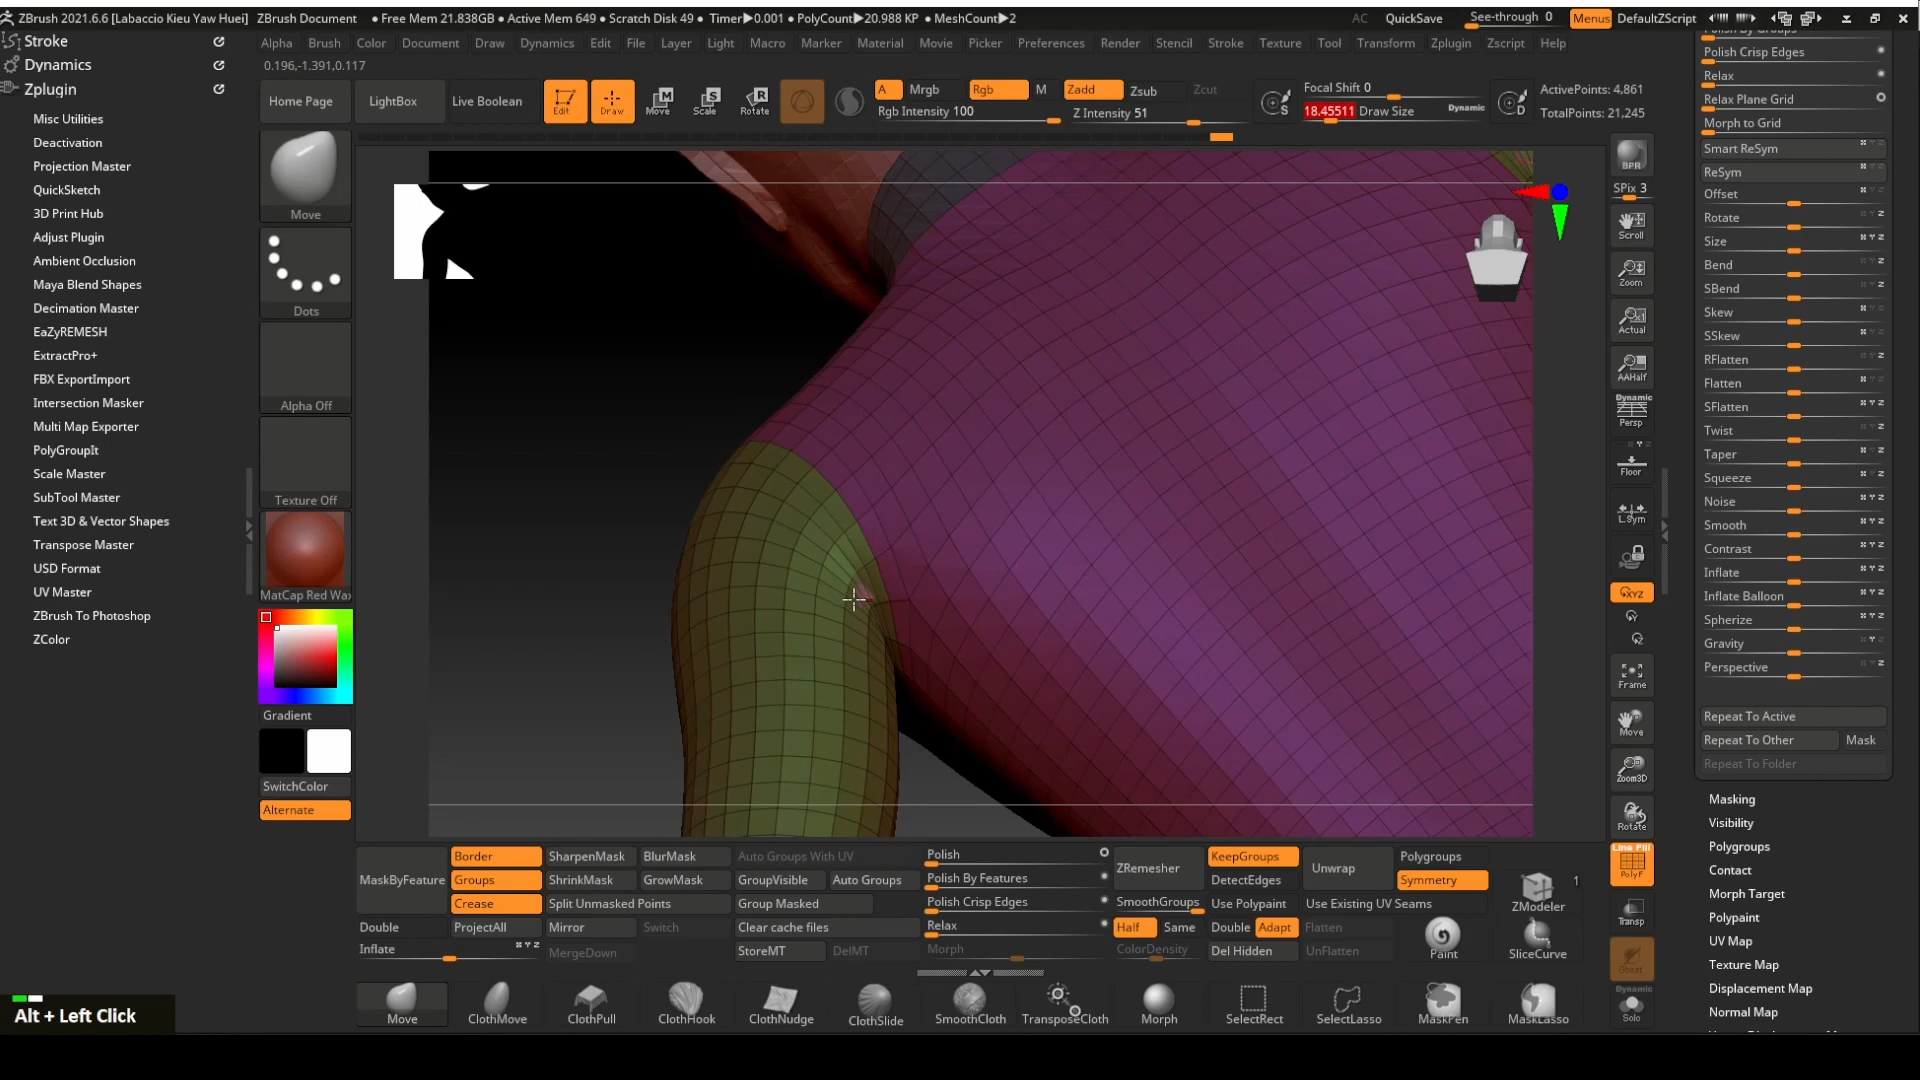 ZBrush 2021.6.6 [Labaccio Kieu Yaw Huei] ZBrush Document ● Free Mem 21.838GB ● Active Mem 649 ● Scratch Disk 49 ● Timer▶0.001 ● PolyCount▶20.988 KP ● MeshCount▶2 AC QuickSave See-through 0 Menus DefaultZScript
Alpha Brush Color Document Draw Dynamics Edit File Layer Light Macro Marker Material Movie Picker Preferences Render Stencil Stroke Texture Tool Transform Zplugin Zscript Help
0.196,-1.391,0.117
Stroke
Dynamics
Zplugin
Misc Utilities
Deactivation
Projection Master
QuickSketch
3D Print Hub
Adjust Plugin
Ambient Occlusion
Maya Blend Shapes
Decimation Master
EaZyREMESH
ExtractPro+
FBX ExportImport
Intersection Masker
Multi Map Exporter
PolyGroupIt
Scale Master
SubTool Master
Text 3D & Vector Shapes
Transpose Master
USD Format
UV Master
ZBrush To Photoshop
ZColor
Home Page
LightBox
Live Boolean
Edit
Draw
Move
Scale
Rotate
A Mrgb Rgb M Zadd Zsub Zcut
Rgb Intensity 100 Z Intensity 51
Focal Shift 0
18.45511 Draw Size Dynamic
ActivePoints: 4,861
TotalPoints: 21,245
Move
Dots
Alpha Off
Texture Off
MatCap Red Wax
Gradient
SwitchColor
Alternate
BPR
SPix 3
Scroll
Zoom
Actual
AAHalf
Dynamic
Persp
Floor
L.Sym
XYZ
Frame
Move
Zoom3D
Rotate
Line Fill
PolyF
Transp
Ghost
Dynamic
Solo
Polish By Groups
Polish Crisp Edges
Relax
Relax Plane Grid
Morph to Grid
Smart ReSym
ReSym
Offset
Rotate
Size
Bend
SBend
Skew
SSkew
RFlatten
Flatten
SFlatten
Twist
Taper
Squeeze
Noise
Smooth
Contrast
Inflate
Inflate Balloon
Spherize
Gravity
Perspective
Repeat To Active
Repeat To Other Mask
Repeat To Folder
Masking
Visibility
Polygroups
Contact
Morph Target
Polypaint
UV Map
Texture Map
Displacement Map
Normal Map
MaskByFeature
Border
Groups
Crease
SharpenMask BlurMask
ShrinkMask GrowMask
Split Unmasked Points
Auto Groups With UV
GroupVisible Auto Groups
Group Masked
Double ProjectAll Mirror Switch
Clear cache files
Inflate
MergeDown
StoreMT DelMT
Polish
Polish By Features
Polish Crisp Edges
Relax
Morph
ZRemesher
SmoothGroups
Half Same
ColorDensity
KeepGroups
DetectEdges
Use Polypaint
Double Adapt
Del Hidden
Unwrap
Polygroups
Symmetry
Use Existing UV Seams
Flatten
UnFlatten
Paint
1
ZModeler
SliceCurve
Move ClothMove ClothPull ClothHook ClothNudge ClothSlide SmoothCloth TransposeCloth Morph SelectRect SelectLasso MaskPen MaskLasso
Alt + Left Click